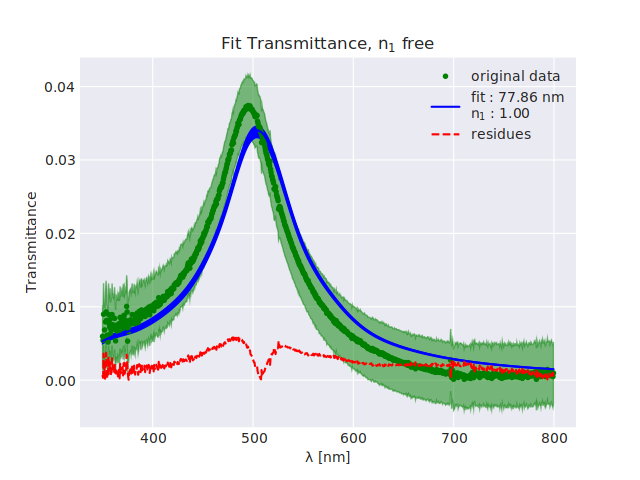 Fit Transmittance, n₁ free
original data
fit : 77.86 nm
n₁ : 1.00
residues
Transmittance
0.04
0.03
0.02
0.01
0.00
400 500 600 700 800
λ [nm]